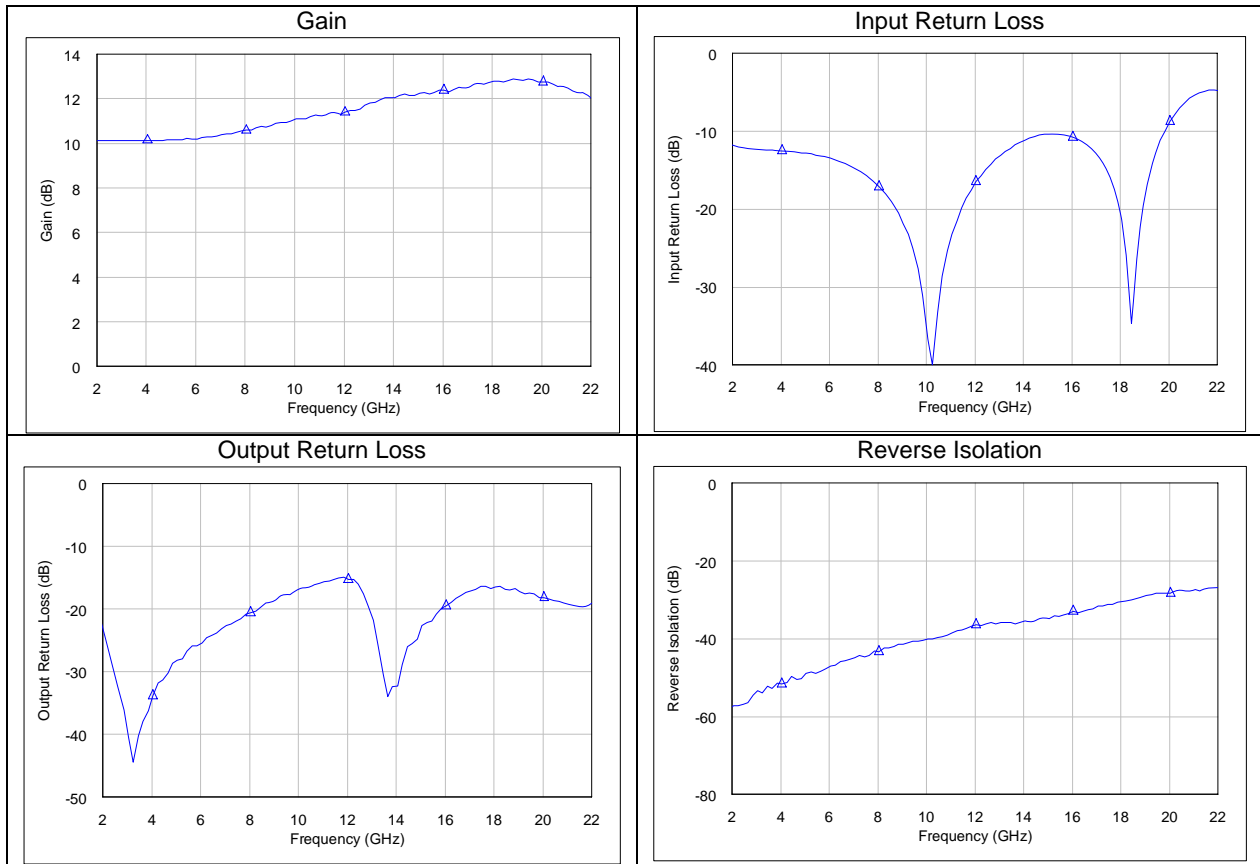 Gain
14
12
10
8
6
4
2
0
Gain (dB)
2 4 6 8 10 12 14 16 18 20 22
Frequency (GHz)
Input Return Loss
0
-10
-20
-30
-40
Input Return Loss (dB)
2 4 6 8 10 12 14 16 18 20 22
Frequency (GHz)
Output Return Loss
0
-10
-20
-30
-40
-50
Output Return Loss (dB)
2 4 6 8 10 12 14 16 18 20 22
Frequency (GHz)
Reverse Isolation
0
-20
-40
-60
-80
Reverse Isolation (dB)
2 4 6 8 10 12 14 16 18 20 22
Frequency (GHz)